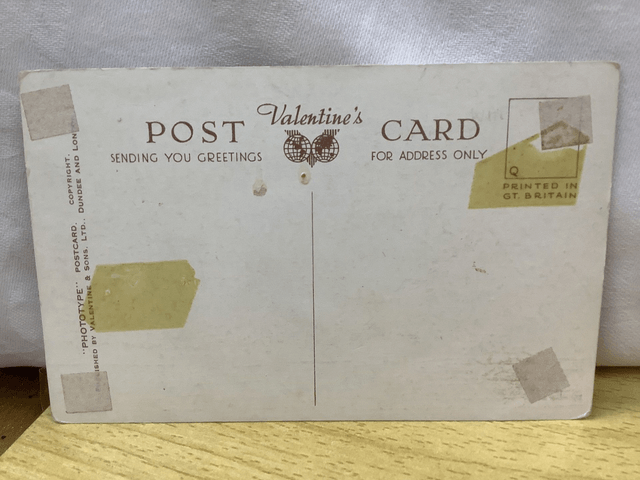 Valentine's
POST CARD
SENDING YOU GREETINGS
FOR ADDRESS ONLY
Q
PRINTED IN
GT. BRITAIN
"PHOTOTYPE" POSTCARD. COPYRIGHT.
PUBLISHED BY VALENTINE & SONS, LTD., DUNDEE AND LON